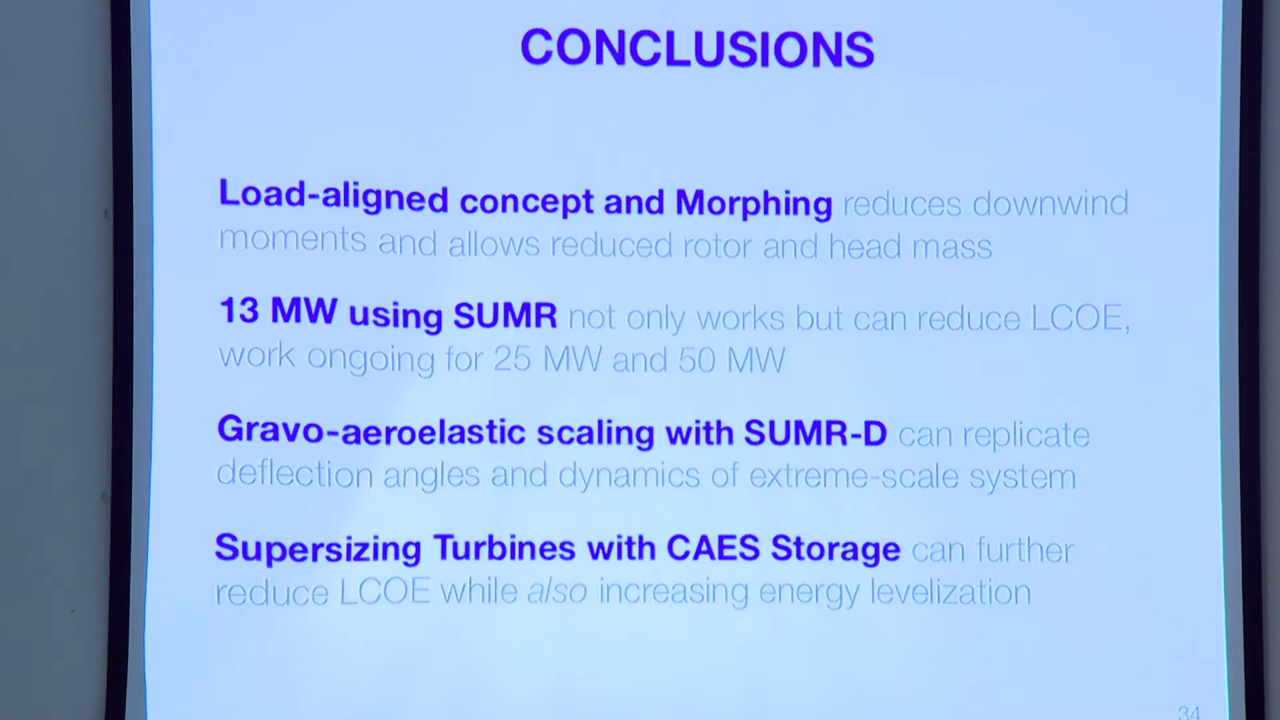 CONCLUSIONS
Load-aligned concept and Morphing reduces downwind
moments and allows reduced rotor and head mass
13 MW using SUMR not only works but can reduce LCOE,
work ongoing for 25 MW and 50 MW
Gravo-aeroelastic scaling with SUMR-D can replicate
deflection angles and dynamics of extreme-scale system
Supersizing Turbines with CAES Storage can further
reduce LCOE while also increasing energy levelization
34